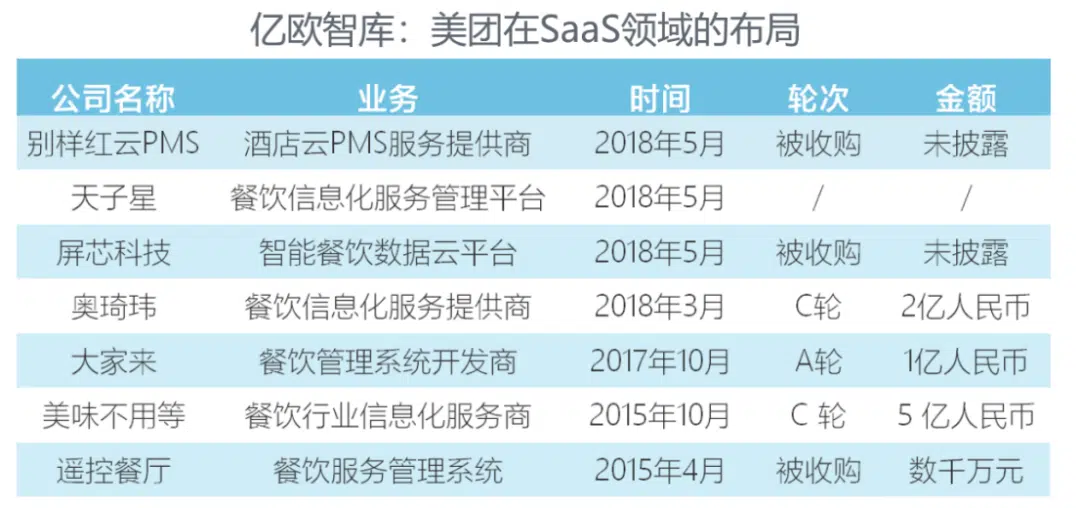 亿欧智库：美团在SaaS领域的布局
公司名称 业务 时间 轮次 金额
别样红云PMS 酒店云PMS服务提供商 2018年5月 被收购 未披露
天子星 餐饮信息化服务管理平台 2018年5月 / /
屏芯科技 智能餐饮数据云平台 2018年5月 被收购 未披露
奥琦玮 餐饮信息化服务提供商 2018年3月 C轮 2亿人民币
大家来 餐饮管理系统开发商 2017年10月 A轮 1亿人民币
美味不用等 餐饮行业信息化服务商 2015年10月 C 轮 5 亿人民币
遥控餐厅 餐饮服务管理系统 2015年4月 被收购 数千万元